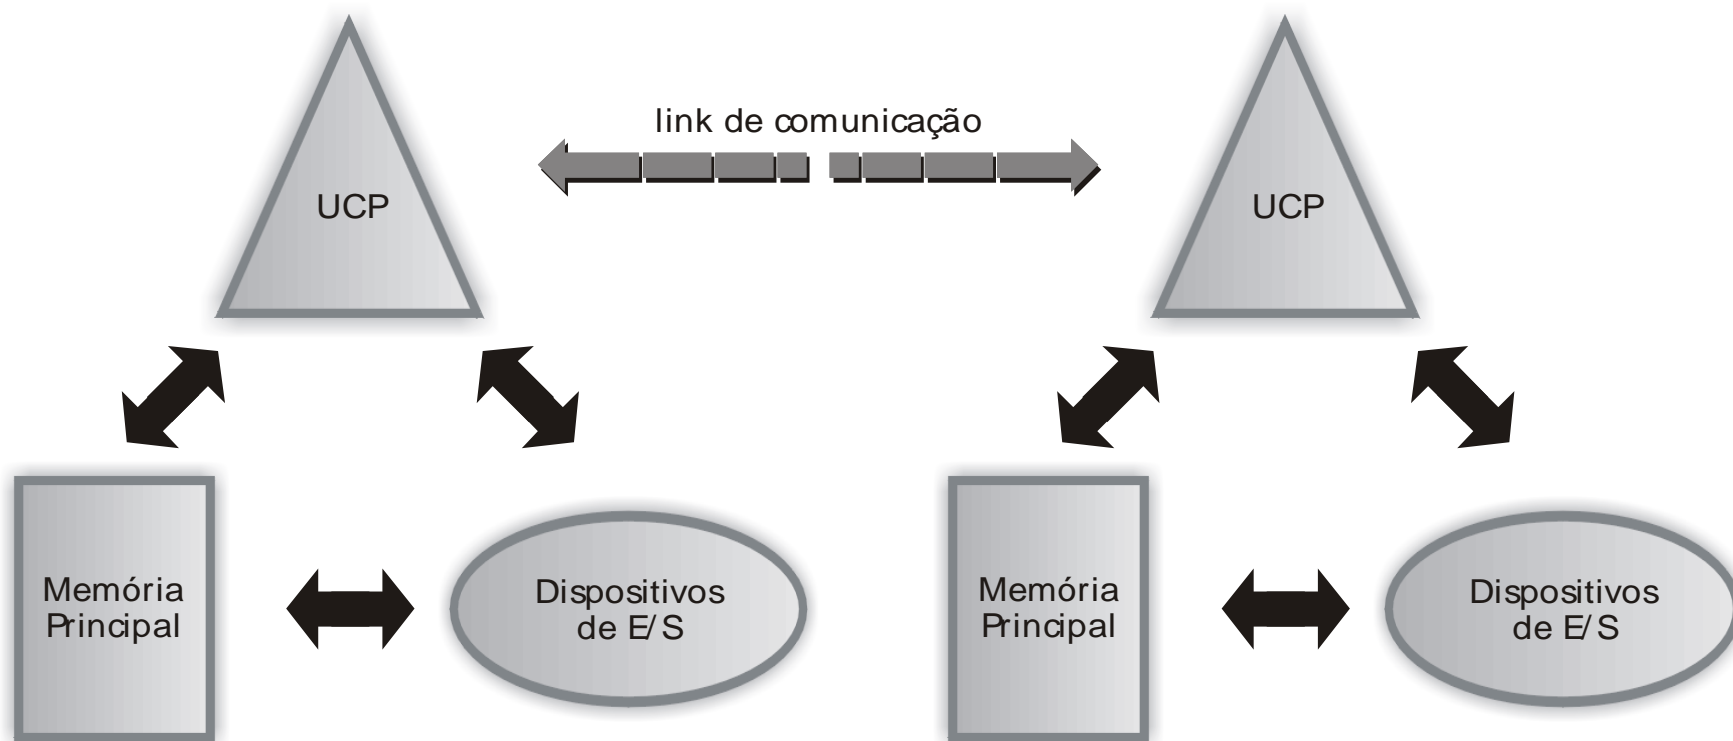 link de comunicação
UCP
UCP
Memória
Principal
Dispositivos
de E/S
Memória
Principal
Dispositivos
de E/S